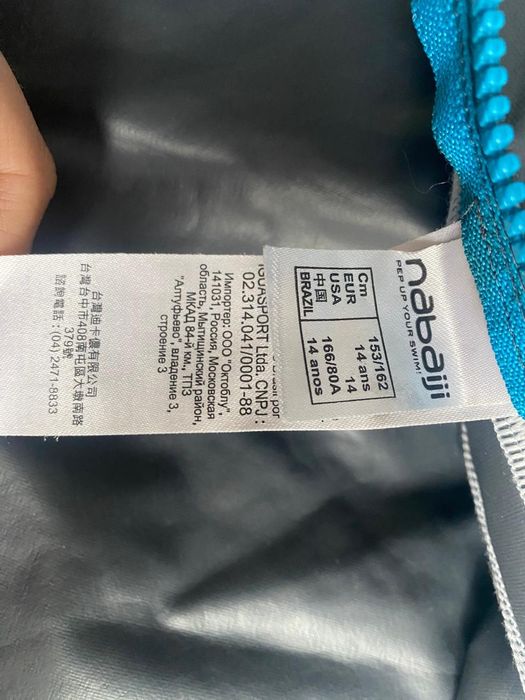 nabaiji
PEP UP YOUR SWIM!
Cm 153/162
EUR 14 ans
USA 14
中国 166/80A
BRAZIL 14 anos
IGUASPORT Ltda. CNPJ:
02.314.041/0001-88
Импортер: ООО "Октоблу",
141031, Россия, Московская
область, Мытищинский район,
МКАД 84-й км., ТПЗ
"Алтуфьево" владение 3,
строение 3
台灣迪卡儂有限公司
台灣台中市408南屯區大墩南路
379號
諮詢電話：(04) 2471-8833